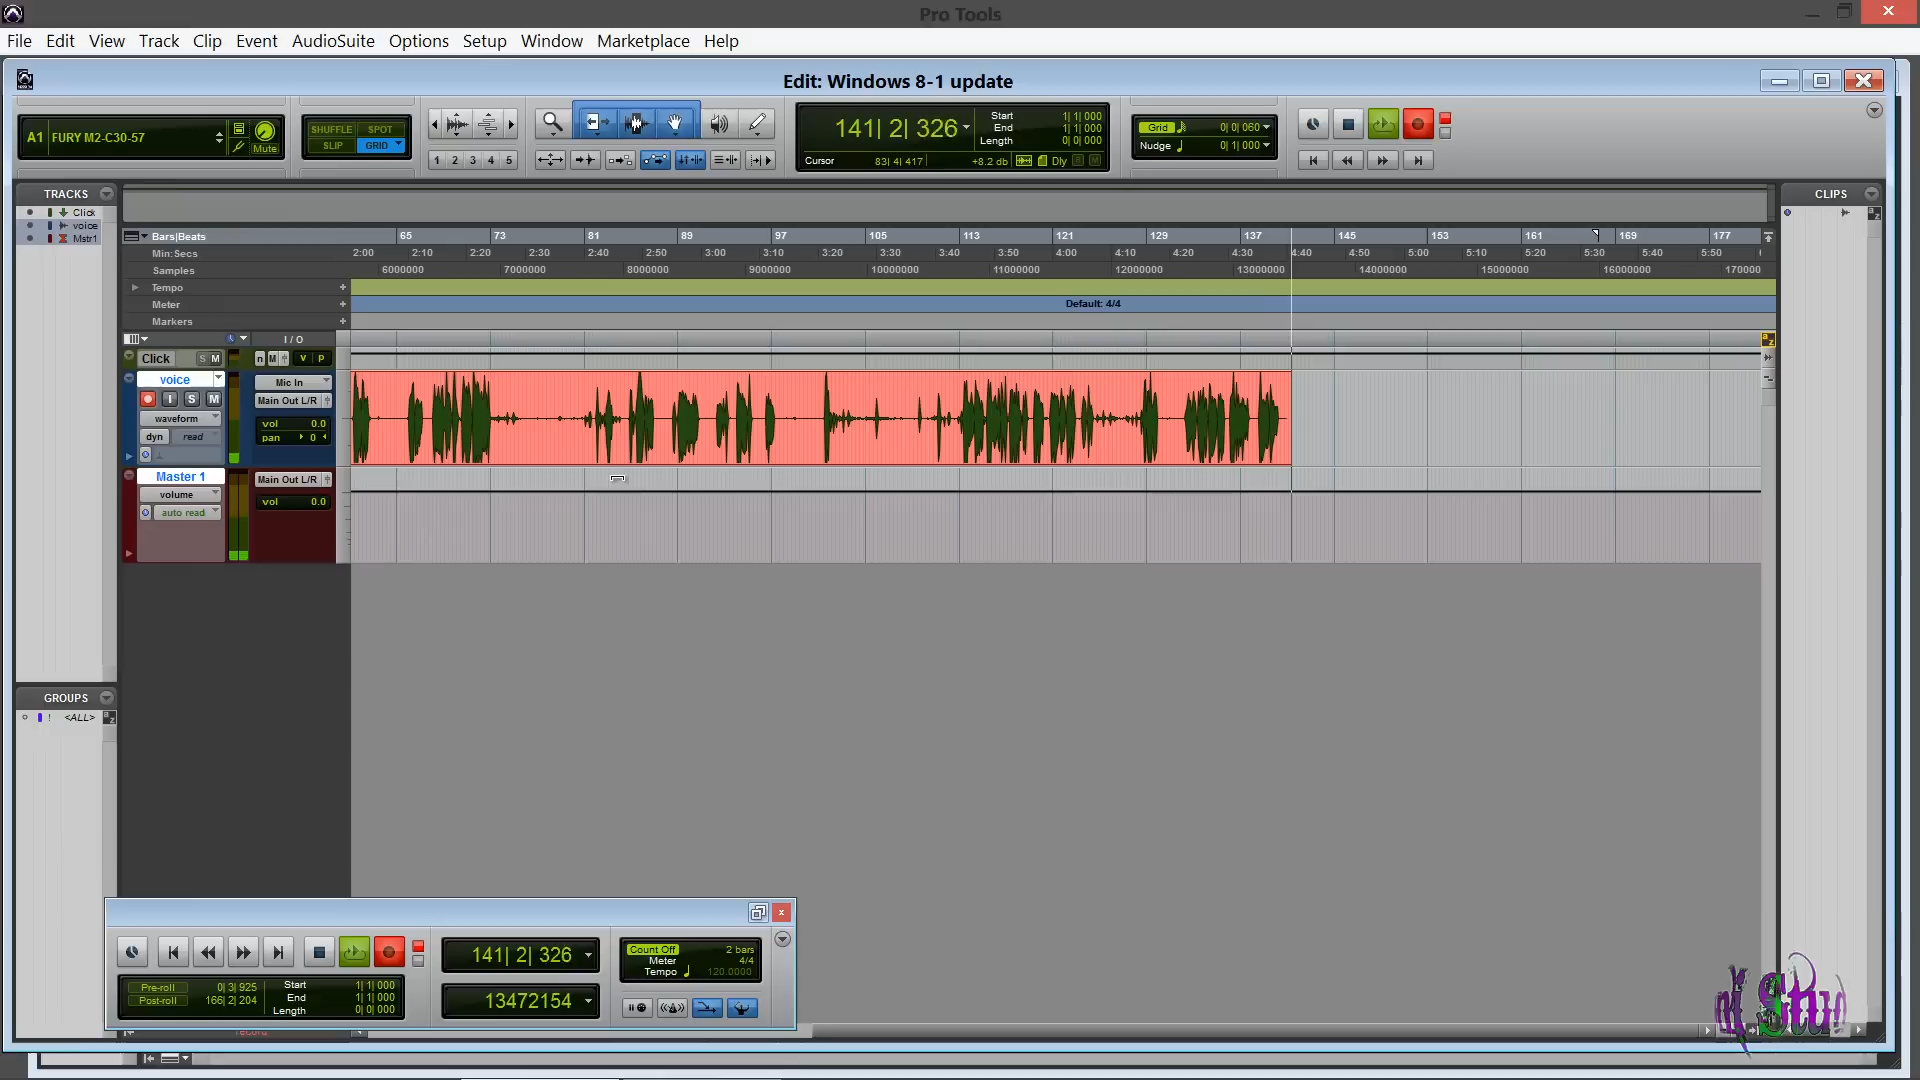 Pro Tools
File Edit View Track Clip Event AudioSuite Options Setup Window Marketplace Help
Edit: Windows 8-1 update
A1 FURY M2-C30-57 Mute
SHUFFLE SPOT
SLIP GRID
1 2 3 4 5
141| 2| 326
Start 1| 1| 000
End 1| 1| 000
Length 0| 0| 000
Cursor 83| 4| 417 +8.2 db Dly
Grid 0| 0| 060
Nudge 0| 1| 000
TRACKS
Click
voice
Mstr1
CLIPS
Bars|Beats 65 73 81 89 97 105 113 121 129 137 145 153 161 169 177
Min:Secs 2:00 2:10 2:20 2:30 2:40 2:50 3:00 3:10 3:20 3:30 3:40 3:50 4:00 4:10 4:20 4:30 4:40 4:50 5:00 5:10 5:20 5:30 5:40 5:50
Samples 6000000 7000000 8000000 9000000 10000000 11000000 12000000 13000000 14000000 15000000 16000000 170000
Tempo
Meter Default: 4/4
Markers
I / O
Click S M n M v P
voice Mic In
I S M Main Out L/R
waveform vol 0.0
dyn read pan 0
Master 1 Main Out L/R
volume vol 0.0
auto read
GROUPS
! <ALL>
141| 2| 326
Count Off 2 bars
Meter 4/4
Tempo 120.0000
Pre-roll 0| 3| 925
Post-roll 166| 2| 204
Start 1| 1| 000
End 1| 1| 000
Length 0| 0| 000
13472154
record